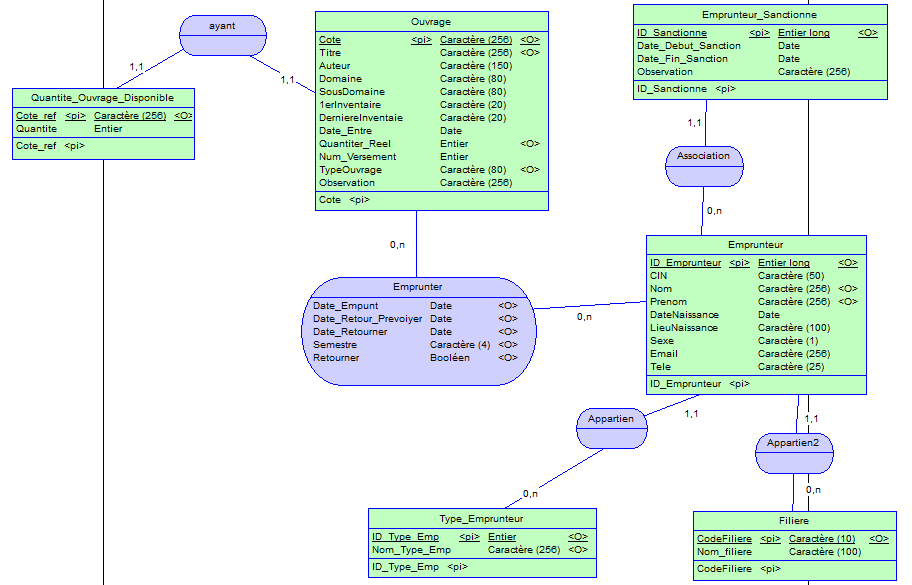 ayant
1,1
1,1
Quantite_Ouvrage_Disponible
Cote_ref <pi> Caractère (256) <O>
Quantite Entier
Cote_ref <pi>
Ouvrage
Cote <pi> Caractère (256) <O>
Titre Caractère (256) <O>
Auteur Caractère (150)
Domaine Caractère (80)
SousDomaine Caractère (80)
1erInventaire Caractère (20)
DerniereInventaie Caractère (20)
Date_Entre Date
Quantiter_Reel Entier <O>
Num_Versement Entier
TypeOuvrage Caractère (80) <O>
Observation Caractère (256)
Cote <pi>
Emprunteur_Sanctionne
ID_Sanctionne <pi> Entier long <O>
Date_Debut_Sanction Date
Date_Fin_Sanction Date
Observation Caractère (256)
ID_Sanctionne <pi>
1,1
Association
0,n
0,n
Emprunter
Date_Empunt Date <O>
Date_Retour_Prevoiyer Date <O>
Date_Retourner Date <O>
Semestre Caractère (4) <O>
Retourner Booléen <O>
0,n
Emprunteur
ID_Emprunteur <pi> Entier long <O>
CIN Caractère (50)
Nom Caractère (256) <O>
Prenom Caractère (256) <O>
DateNaissance Date
LieuNaissance Caractère (100)
Sexe Caractère (1)
Email Caractère (256)
Tele Caractère (25)
ID_Emprunteur <pi>
1,1
Appartien
0,n
1,1
Appartien2
0,n
Type_Emprunteur
ID_Type_Emp <pi> Entier <O>
Nom_Type_Emp Caractère (256) <O>
ID_Type_Emp <pi>
Filiere
CodeFiliere <pi> Caractère (10) <O>
Nom_filiere Caractère (100)
CodeFiliere <pi>